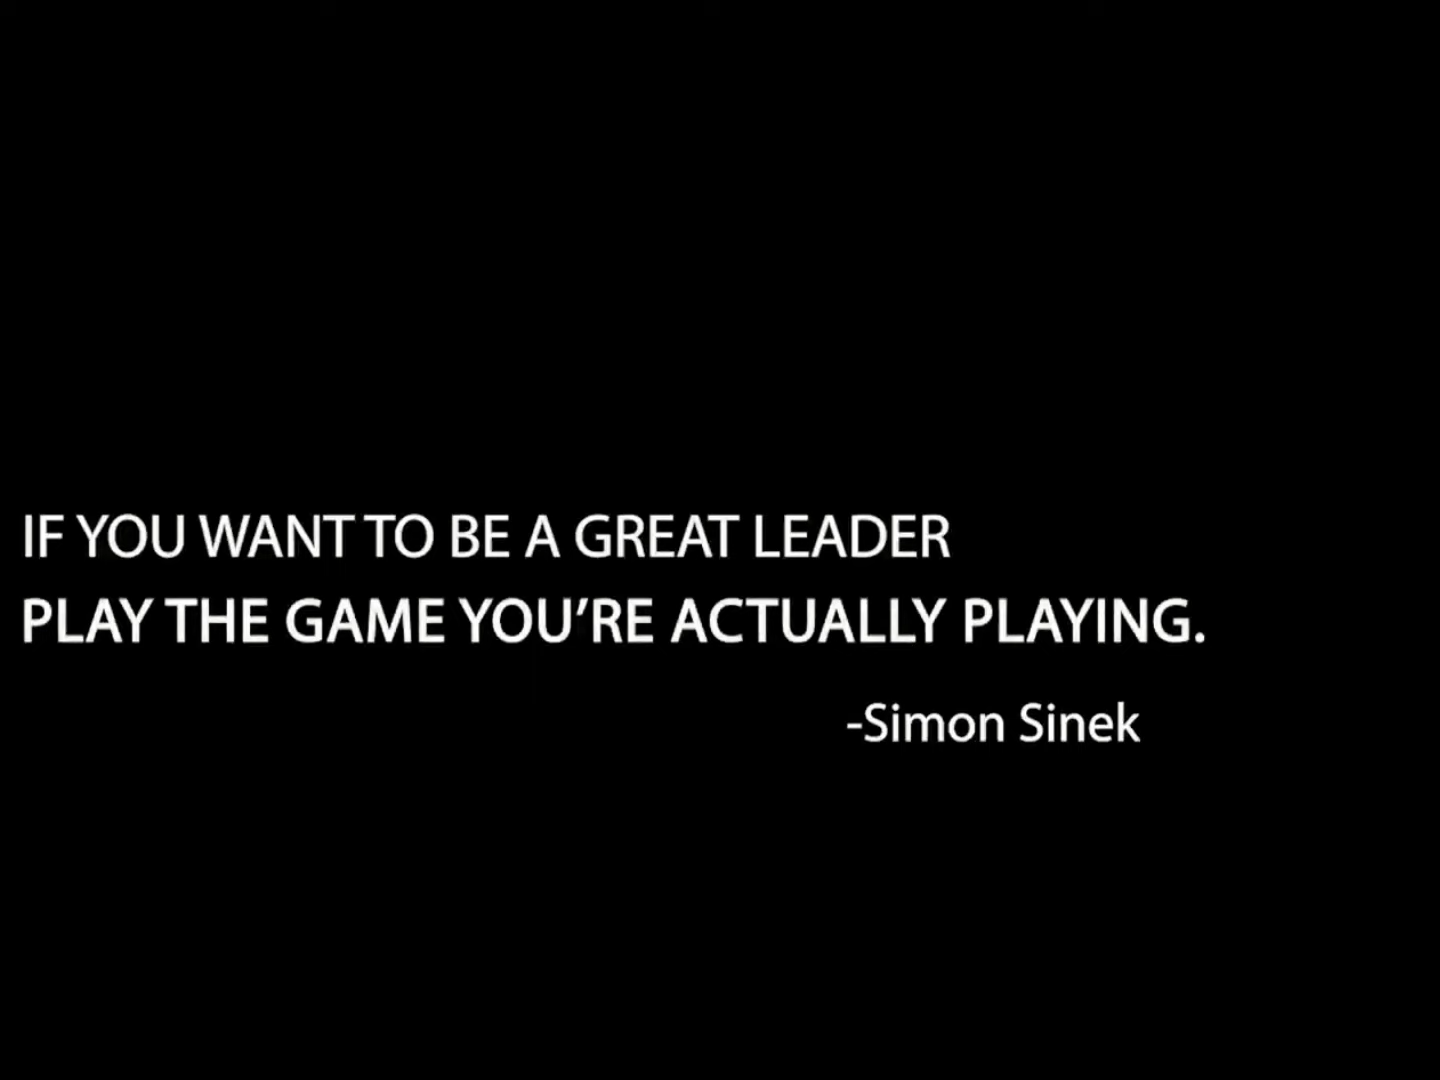 IF YOU WANT TO BE A GREAT LEADER
PLAY THE GAME YOU’RE ACTUALLY PLAYING.
-Simon Sinek